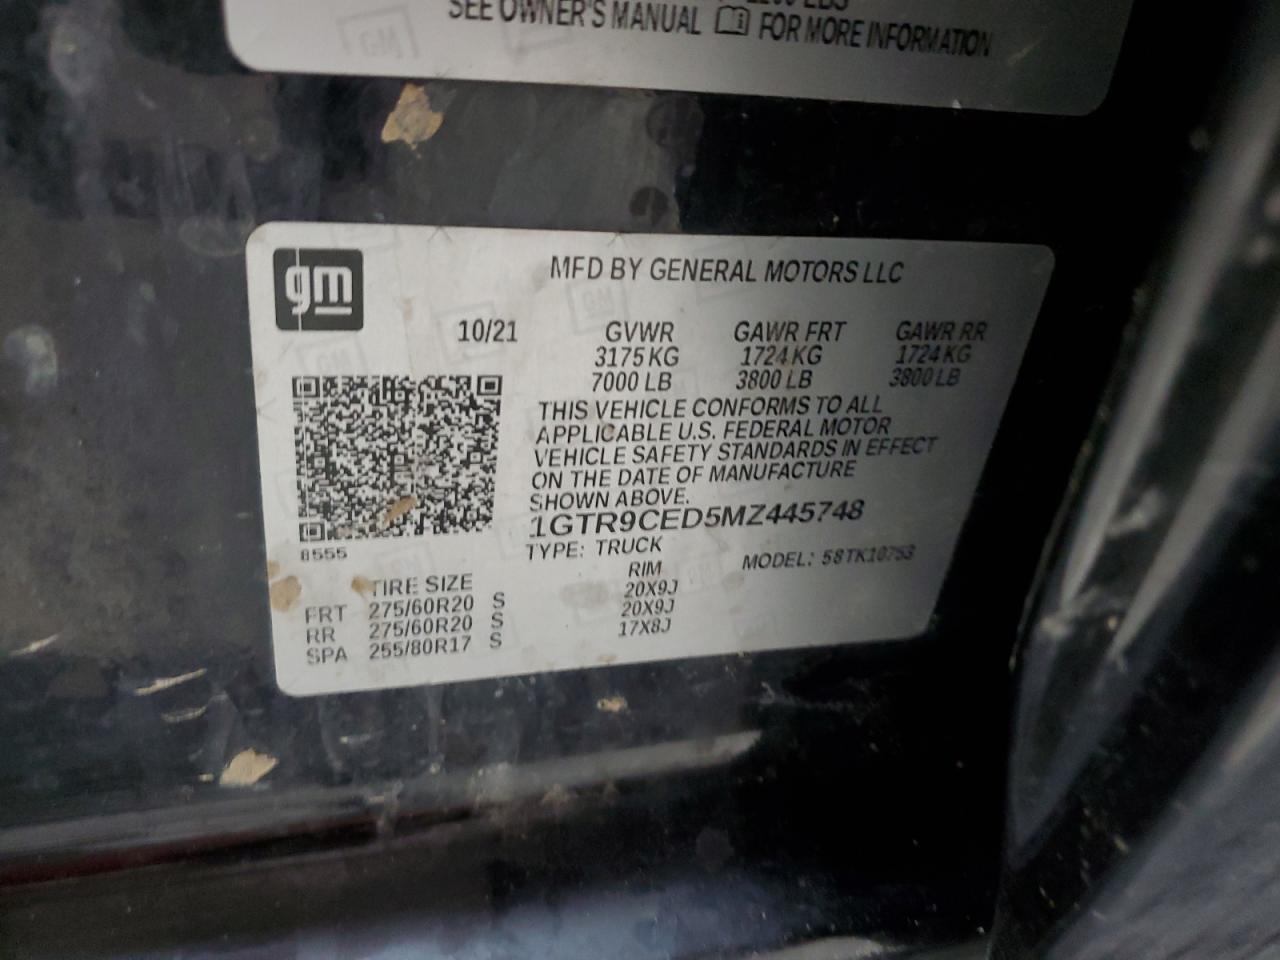 SEE OWNER'S MANUAL FOR MORE INFORMATION
gm
MFD BY GENERAL MOTORS LLC
10/21 GVWR GAWR FRT GAWR RR
3175 KG 1724 KG 1724 KG
7000 LB 3800 LB 3800 LB
THIS VEHICLE CONFORMS TO ALL
APPLICABLE U.S. FEDERAL MOTOR
VEHICLE SAFETY STANDARDS IN EFFECT
ON THE DATE OF MANUFACTURE
SHOWN ABOVE.
1GTR9CED5MZ445748
8555
TYPE: TRUCK MODEL: 58TK10753
TIRE SIZE RIM
FRT 275/60R20 S 20X9J
RR 275/60R20 S 20X9J
SPA 255/80R17 S 17X8J